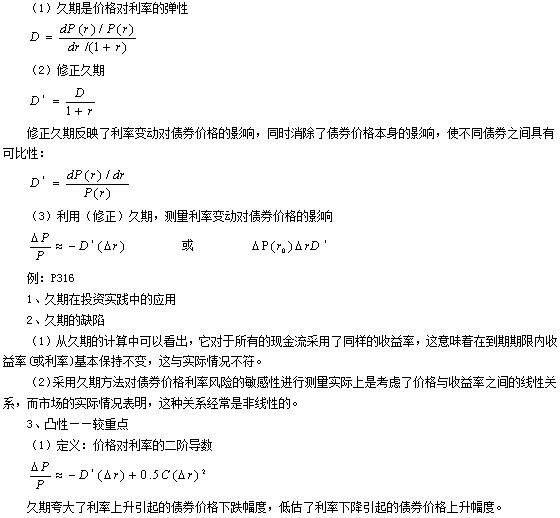 （1）久期是价格对利率的弹性
D = dP(r)/P(r) / dr/(1+r)
（2）修正久期
D' = D / 1+r
修正久期反映了利率变动对债券价格的影响，同时消除了债券价格本身的影响，使不同债券之间具有
可比性：
D' = dP(r)/dr / P(r)
（3）利用（修正）久期，测量利率变动对债券价格的影响
ΔP/P ≈ -D'(Δr) 或 ΔP(r₀)ΔrD'
例：P316
1、久期在投资实践中的应用
2、久期的缺陷
（1）从久期的计算中可以看出，它对于所有的现金流采用了同样的收益率，这意味着在到期期限内收
益率(或利率)基本保持不变，这与实际情况不符。
（2)采用久期方法对债券价格利率风险的敏感性进行测量实际上是考虑了价格与收益率之间的线性关
系，而市场的实际情况表明，这种关系经常是非线性的。
3、凸性——较重点
（1）定义：价格对利率的二阶导数
ΔP/P ≈ -D'(Δr)+0.5C(Δr)²
久期夸大了利率上升引起的债券价格下跌幅度，低估了利率下降引起的债券价格上升幅度。